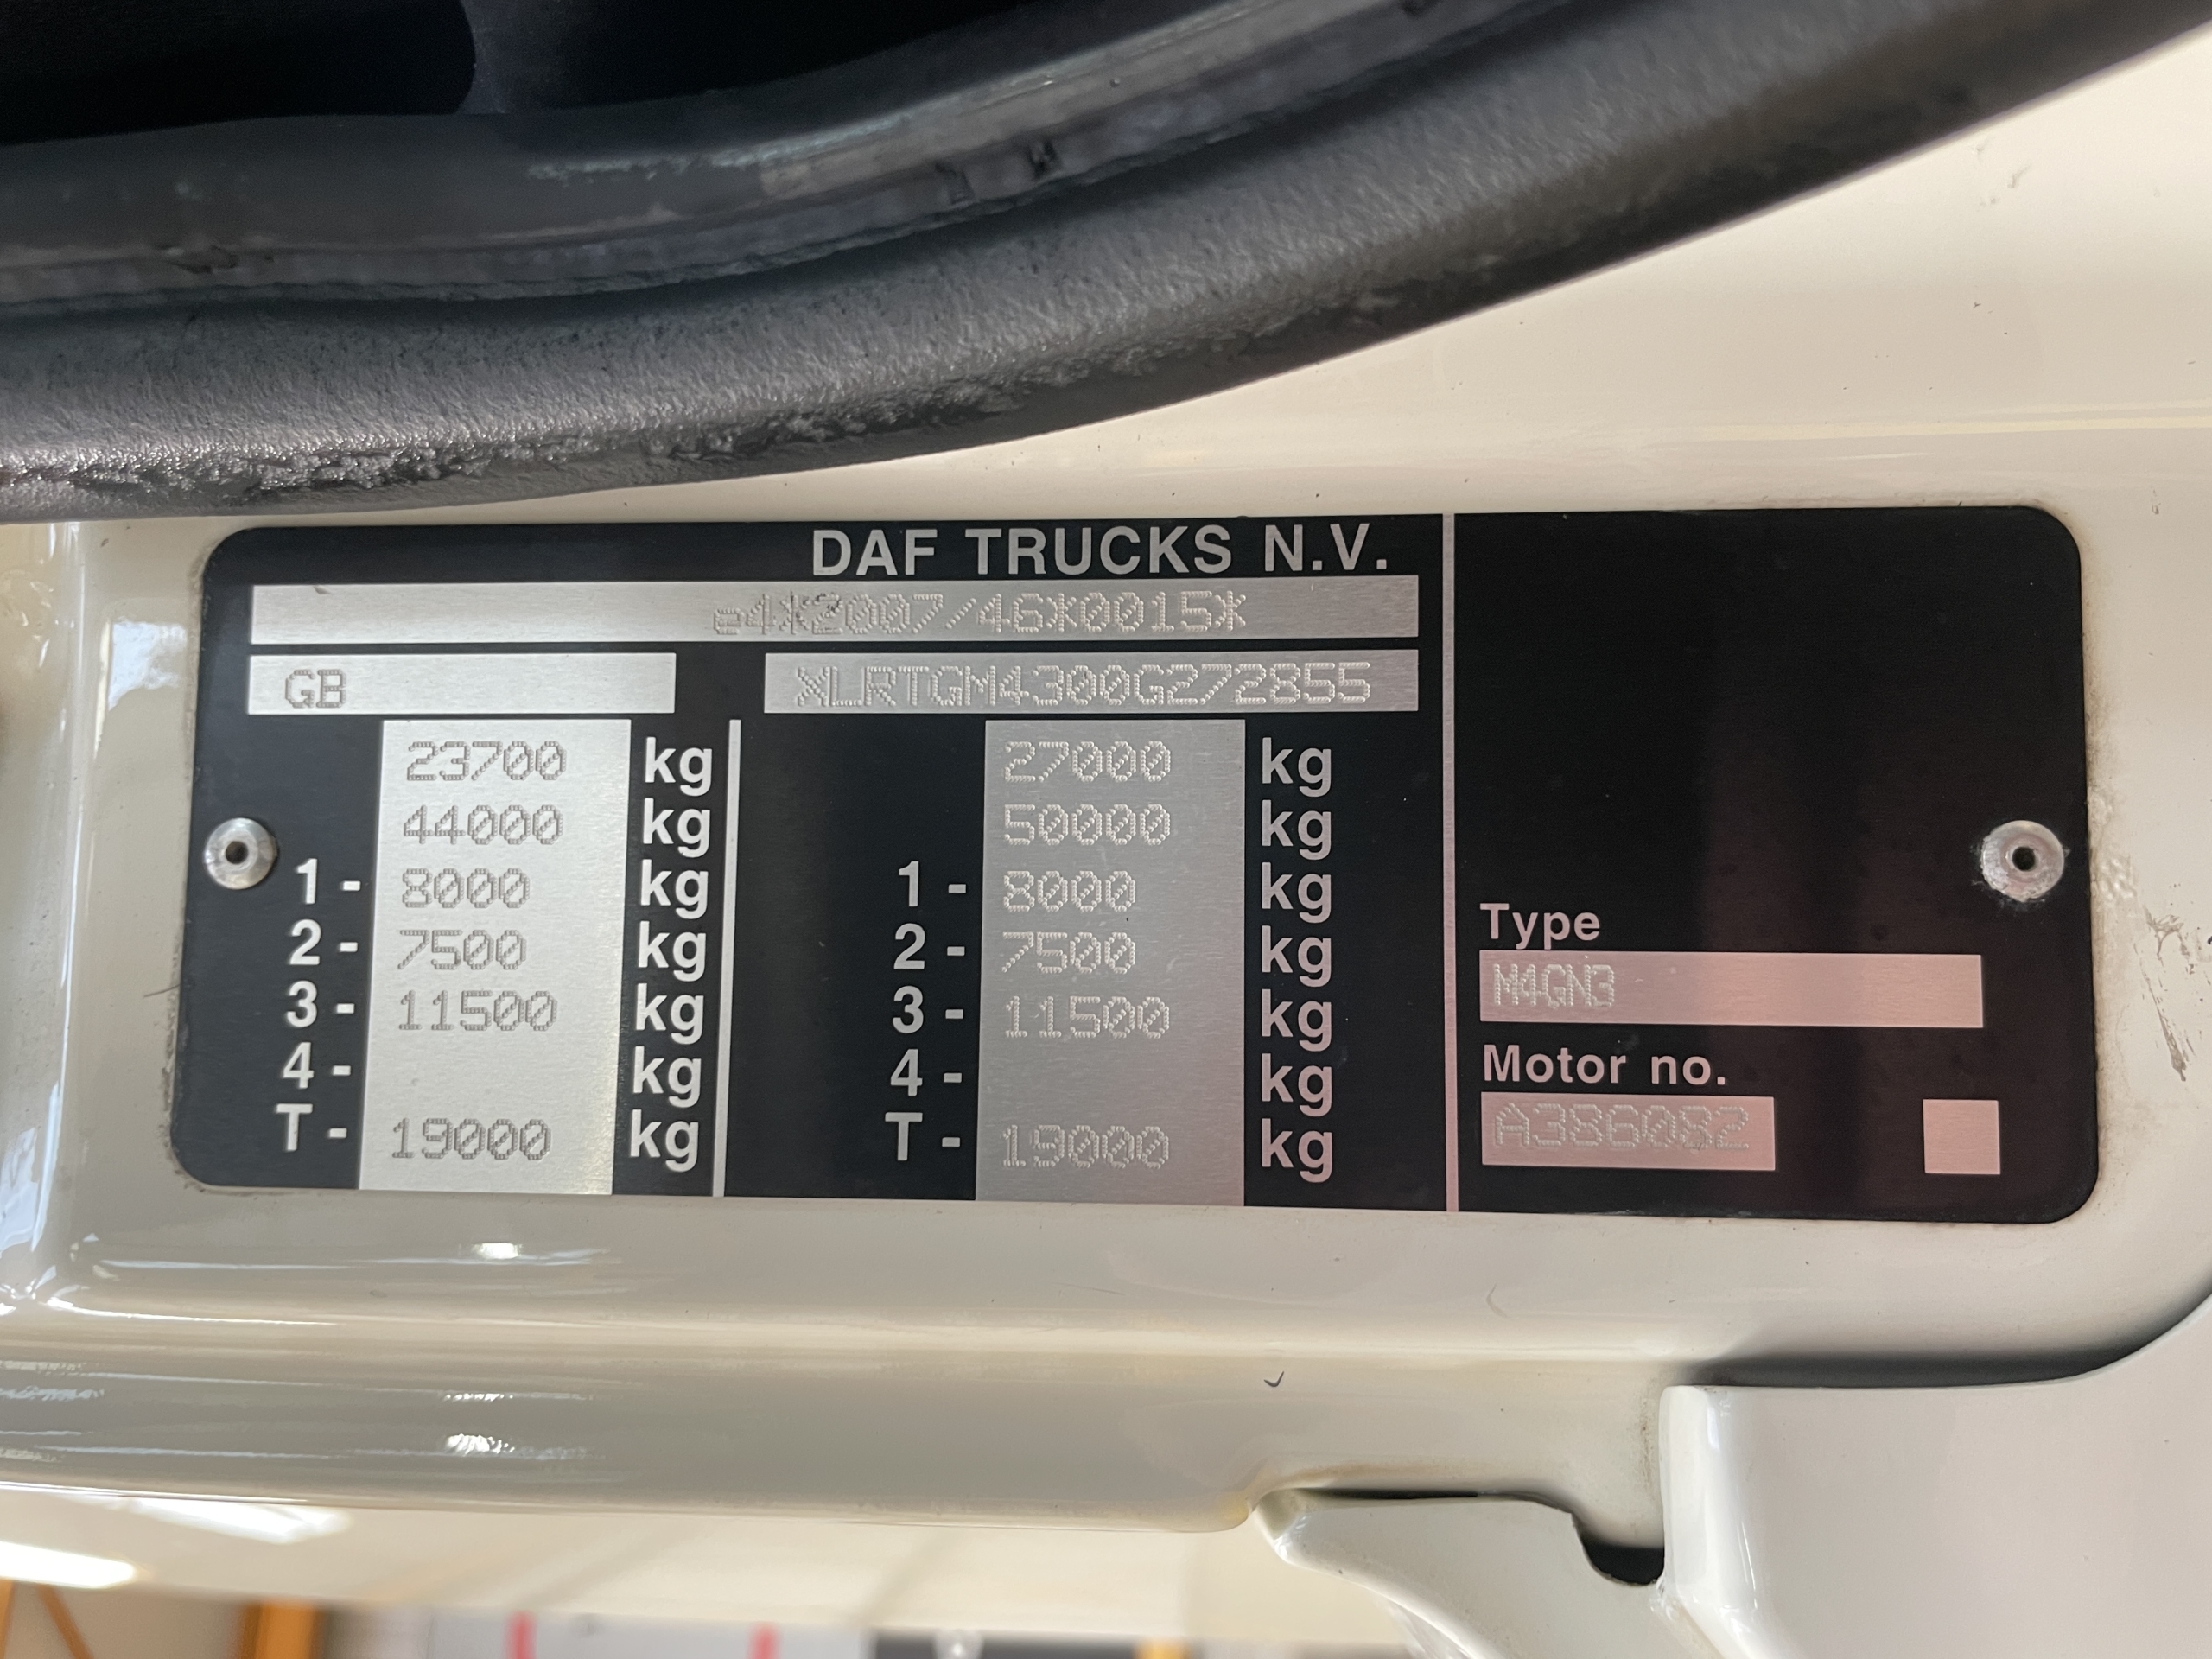 DAF TRUCKS N.V.
e4*2007/46*0015*
GB XLRTGM4300G272855
23700 kg 27000 kg
44000 kg 50000 kg
1 - 8000 kg 1 - 8000 kg
2 - 7500 kg 2 - 7500 kg
3 - 11500 kg 3 - 11500 kg
4 - kg 4 - kg
T - 19000 kg T - 19000 kg
Type
M4GN3
Motor no.
A386082